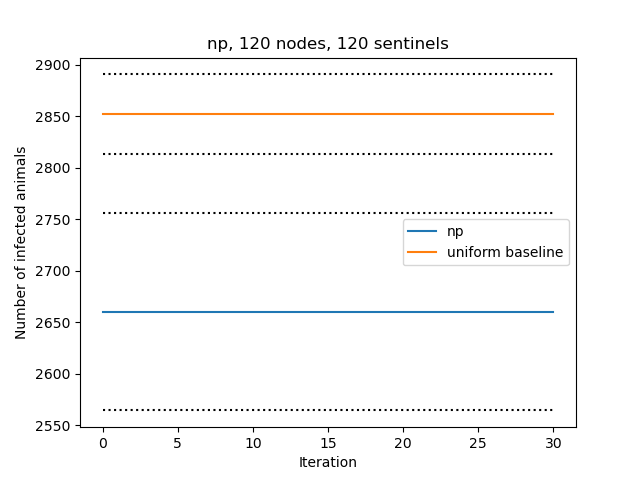 np, 120 nodes, 120 sentinels
2900
2850
2800
2750
2700
2650
2600
2550
Number of infected animals
np
uniform baseline
0 5 10 15 20 25 30
Iteration